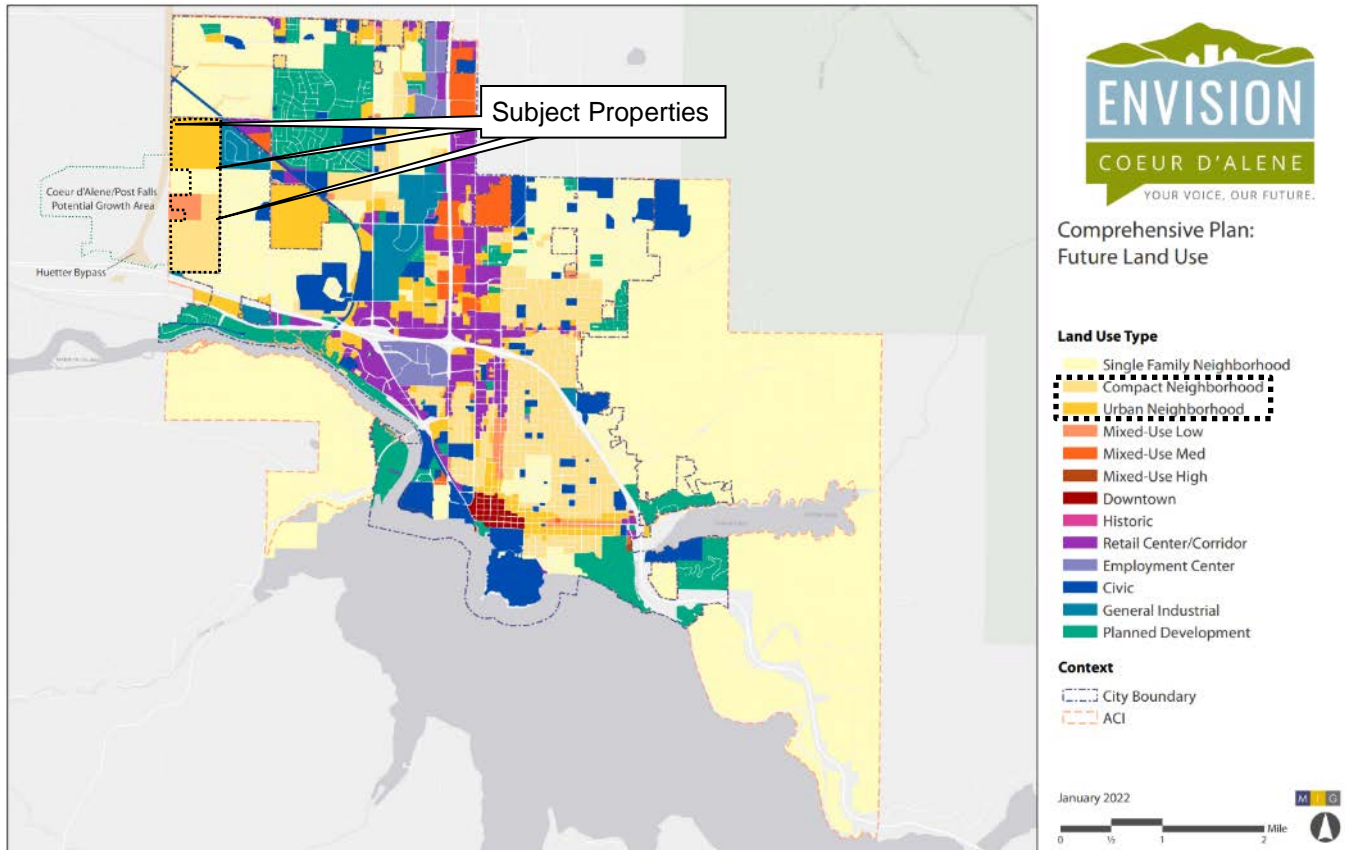 Subject Properties
Coeur d'Alene/Post Falls
Potential Growth Area
Huetter Bypass
ENVISION
COEUR D'ALENE
YOUR VOICE, OUR FUTURE.
Comprehensive Plan:
Future Land Use
Land Use Type
Single Family Neighborhood
Compact Neighborhood
Urban Neighborhood
Mixed-Use Low
Mixed-Use Med
Mixed-Use High
Downtown
Historic
Retail Center/Corridor
Employment Center
Civic
General Industrial
Planned Development
Context
City Boundary
ACI
January 2022
M I G
0 ½ 1 2 Mile